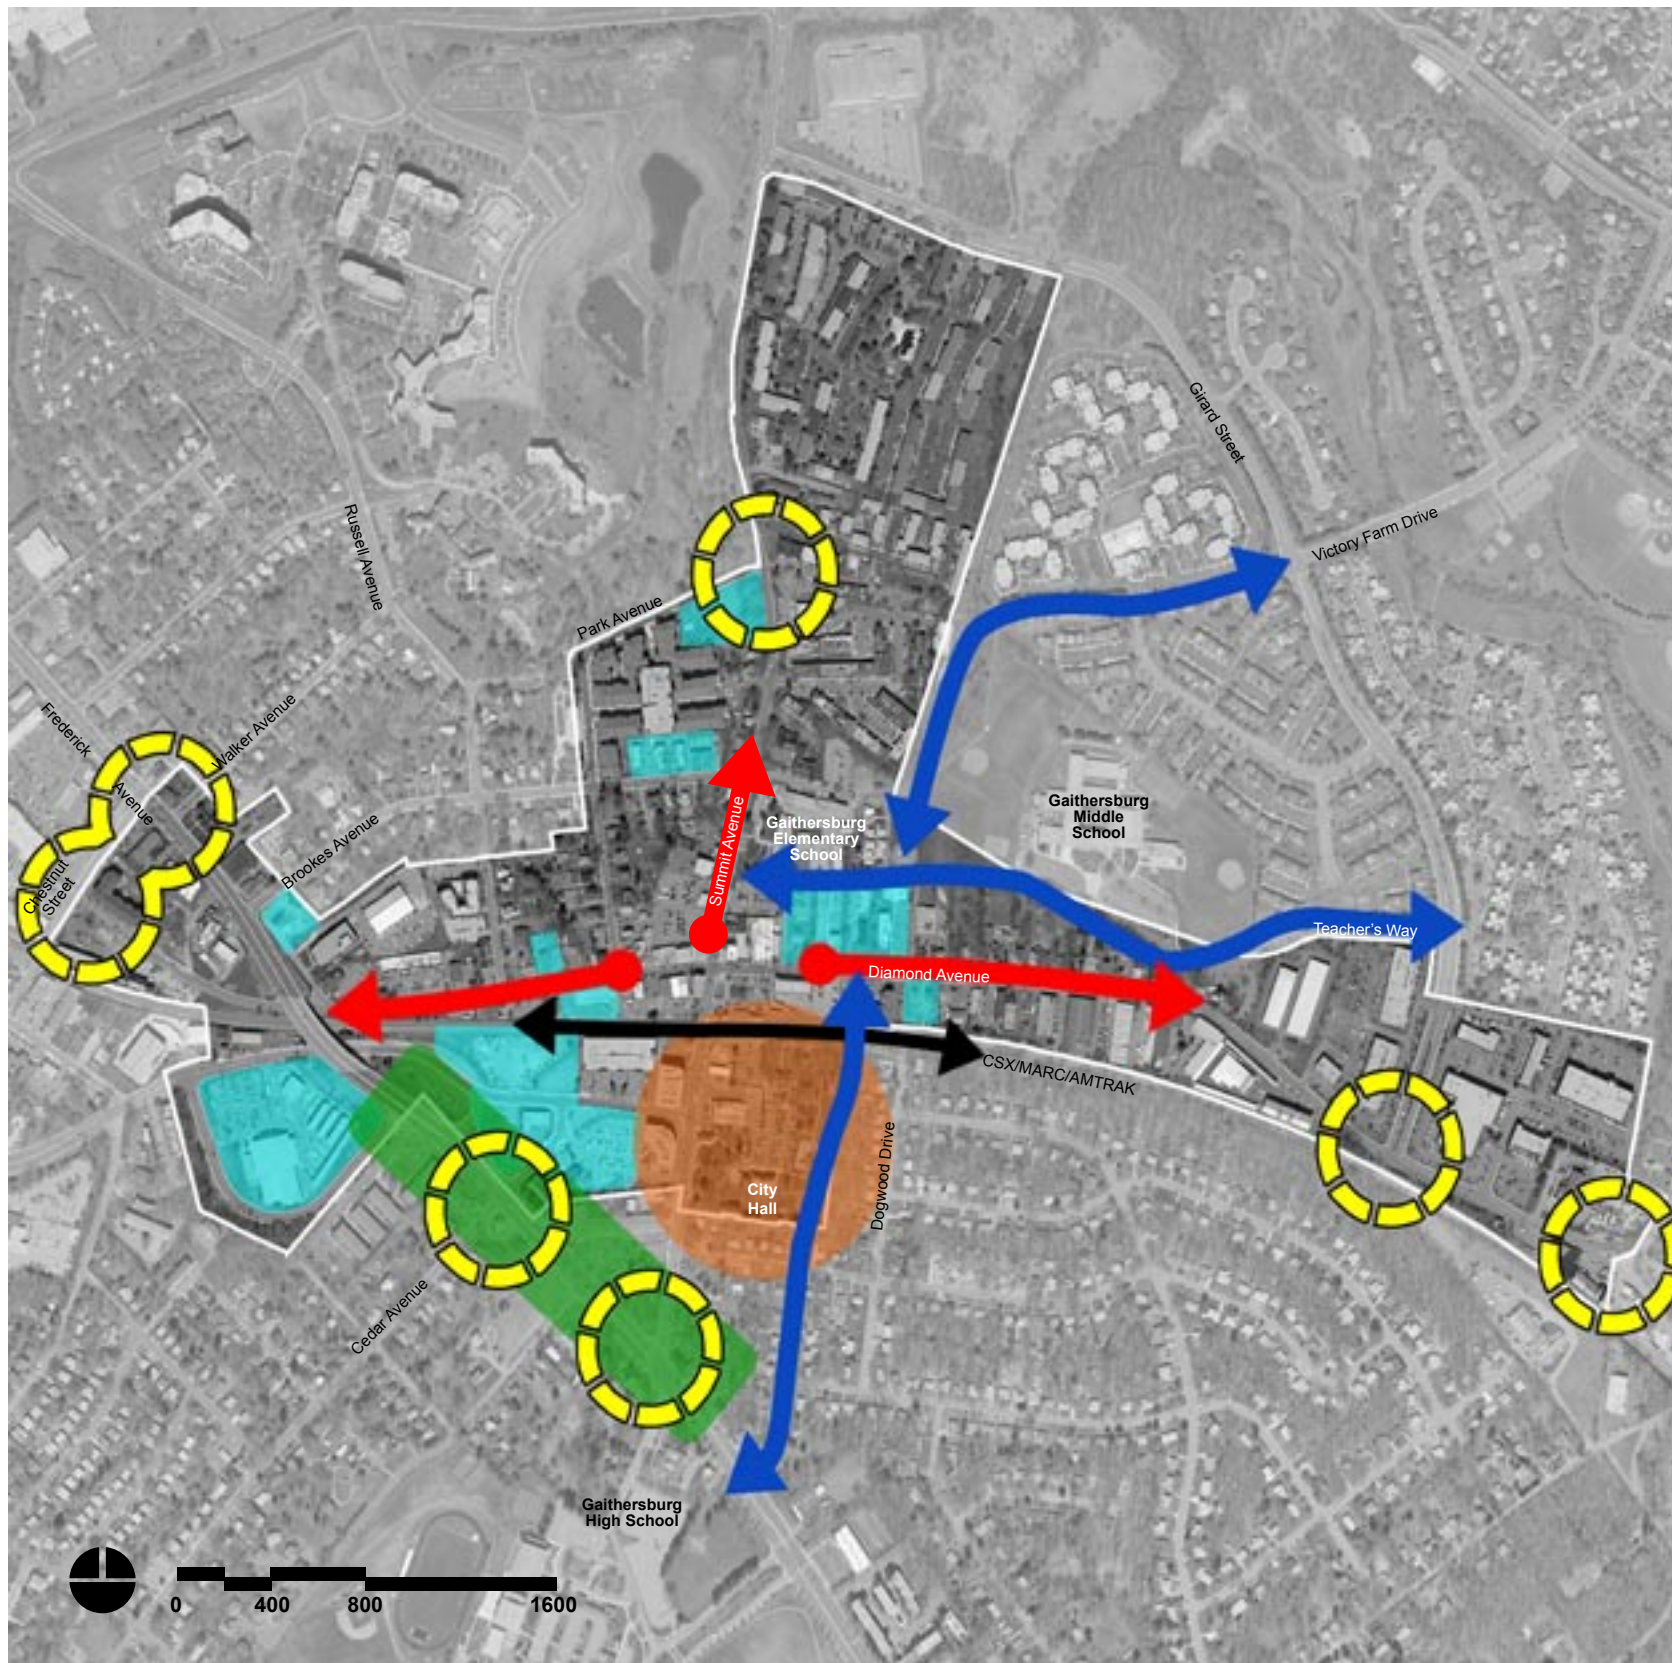 Girard Street
Victory Farm Drive
Russell Avenue
Park Avenue
Frederick
Avenue
Walker Avenue
Chestnut
Street
Brookes Avenue
Summit Avenue
Gaithersburg
Elementary
School
Gaithersburg
Middle
School
Teacher's Way
Diamond Avenue
CSX/MARC/AMTRAK
City
Hall
Dogwood Drive
Cedar Avenue
Gaithersburg
High School
0 400 800 1600